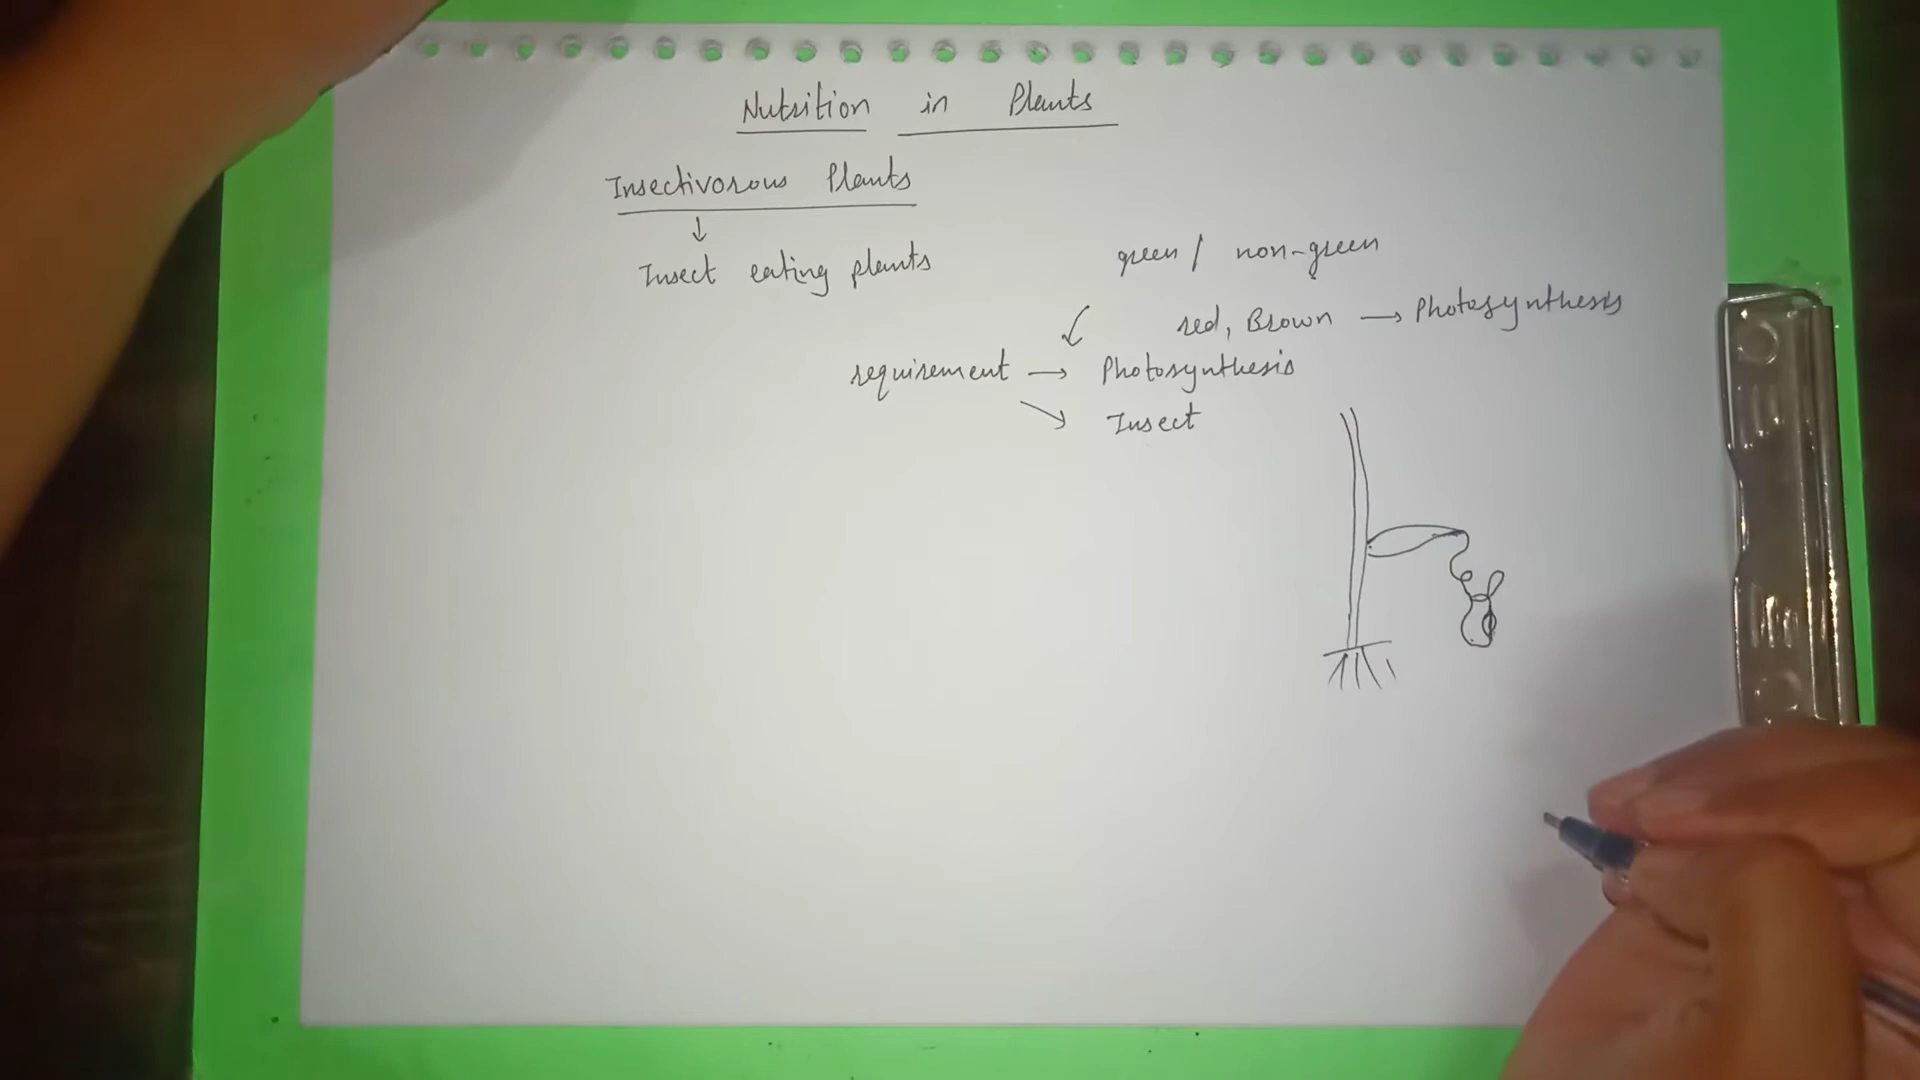 Nutrition in Plants
Insectivorous Plants
↓
Insect eating plants
green / non-green
red, Brown → Photosynthesis
requirement → Photosynthesis
↘ Insect